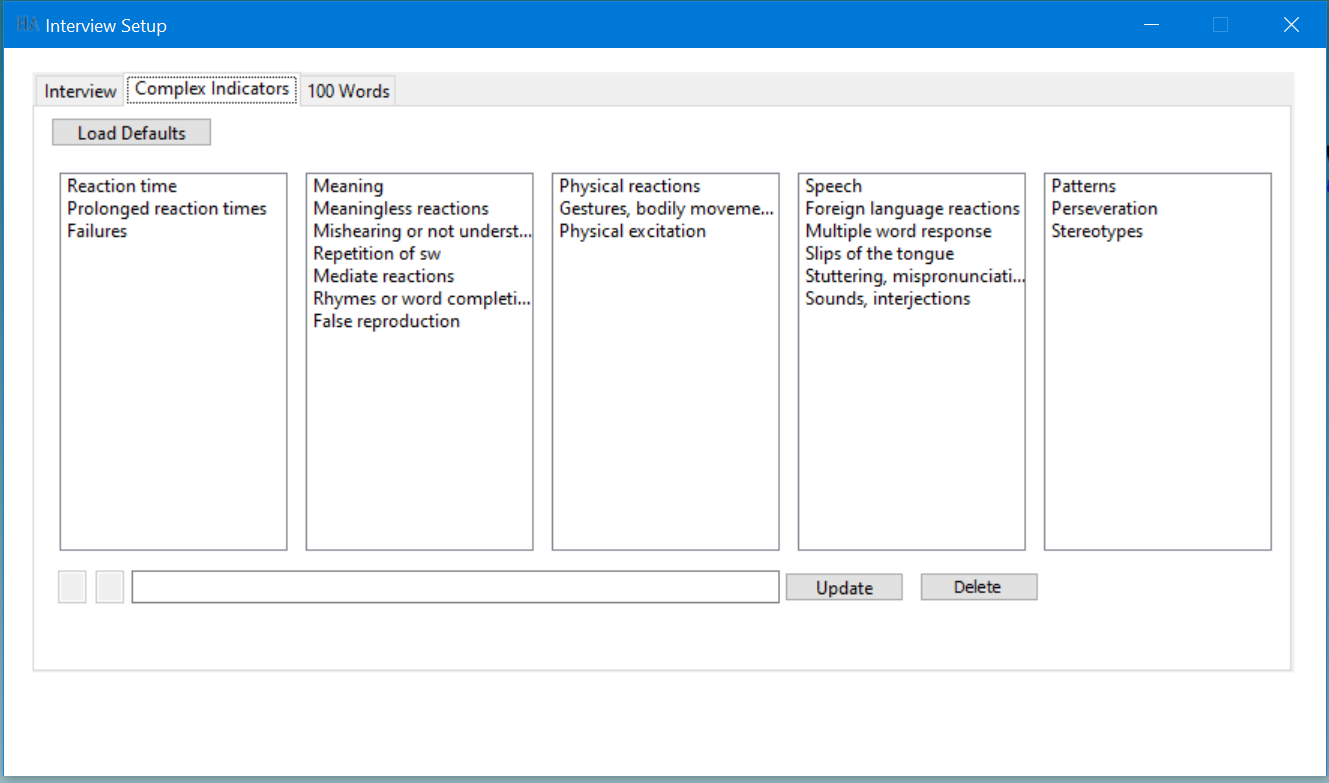 HA Interview Setup
Interview
Complex Indicators
100 Words
Load Defaults
Reaction time
Prolonged reaction times
Failures
Meaning
Meaningless reactions
Mishearing or not underst...
Repetition of sw
Mediate reactions
Rhymes or word completi...
False reproduction
Physical reactions
Gestures, bodily moveme...
Physical excitation
Speech
Foreign language reactions
Multiple word response
Slips of the tongue
Stuttering, mispronunciati...
Sounds, interjections
Patterns
Perseveration
Stereotypes
Update
Delete